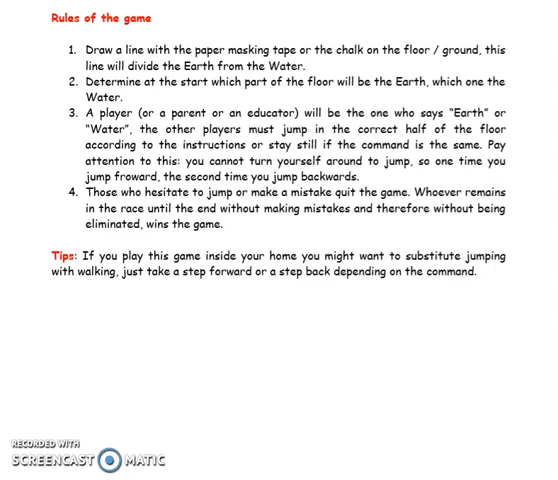 Rules of the game
1. Draw a line with the paper masking tape or the chalk on the floor / ground, this
line will divide the Earth from the Water.
2. Determine at the start which part of the floor will be the Earth, which one the
Water.
3. A player (or a parent or an educator) will be the one who says "Earth" or
"Water", the other players must jump in the correct half of the floor
according to the instructions or stay still if the command is the same. Pay
attention to this: you cannot turn yourself around to jump, so one time you
jump froward, the second time you jump backwards.
4. Those who hesitate to jump or make a mistake quit the game. Whoever remains
in the race until the end without making mistakes and therefore without being
eliminated, wins the game.
Tips: If you play this game inside your home you might want to substitute jumping
with walking, just take a step forward or a step back depending on the command.
RECORDED WITH
SCREENCAST MATIC